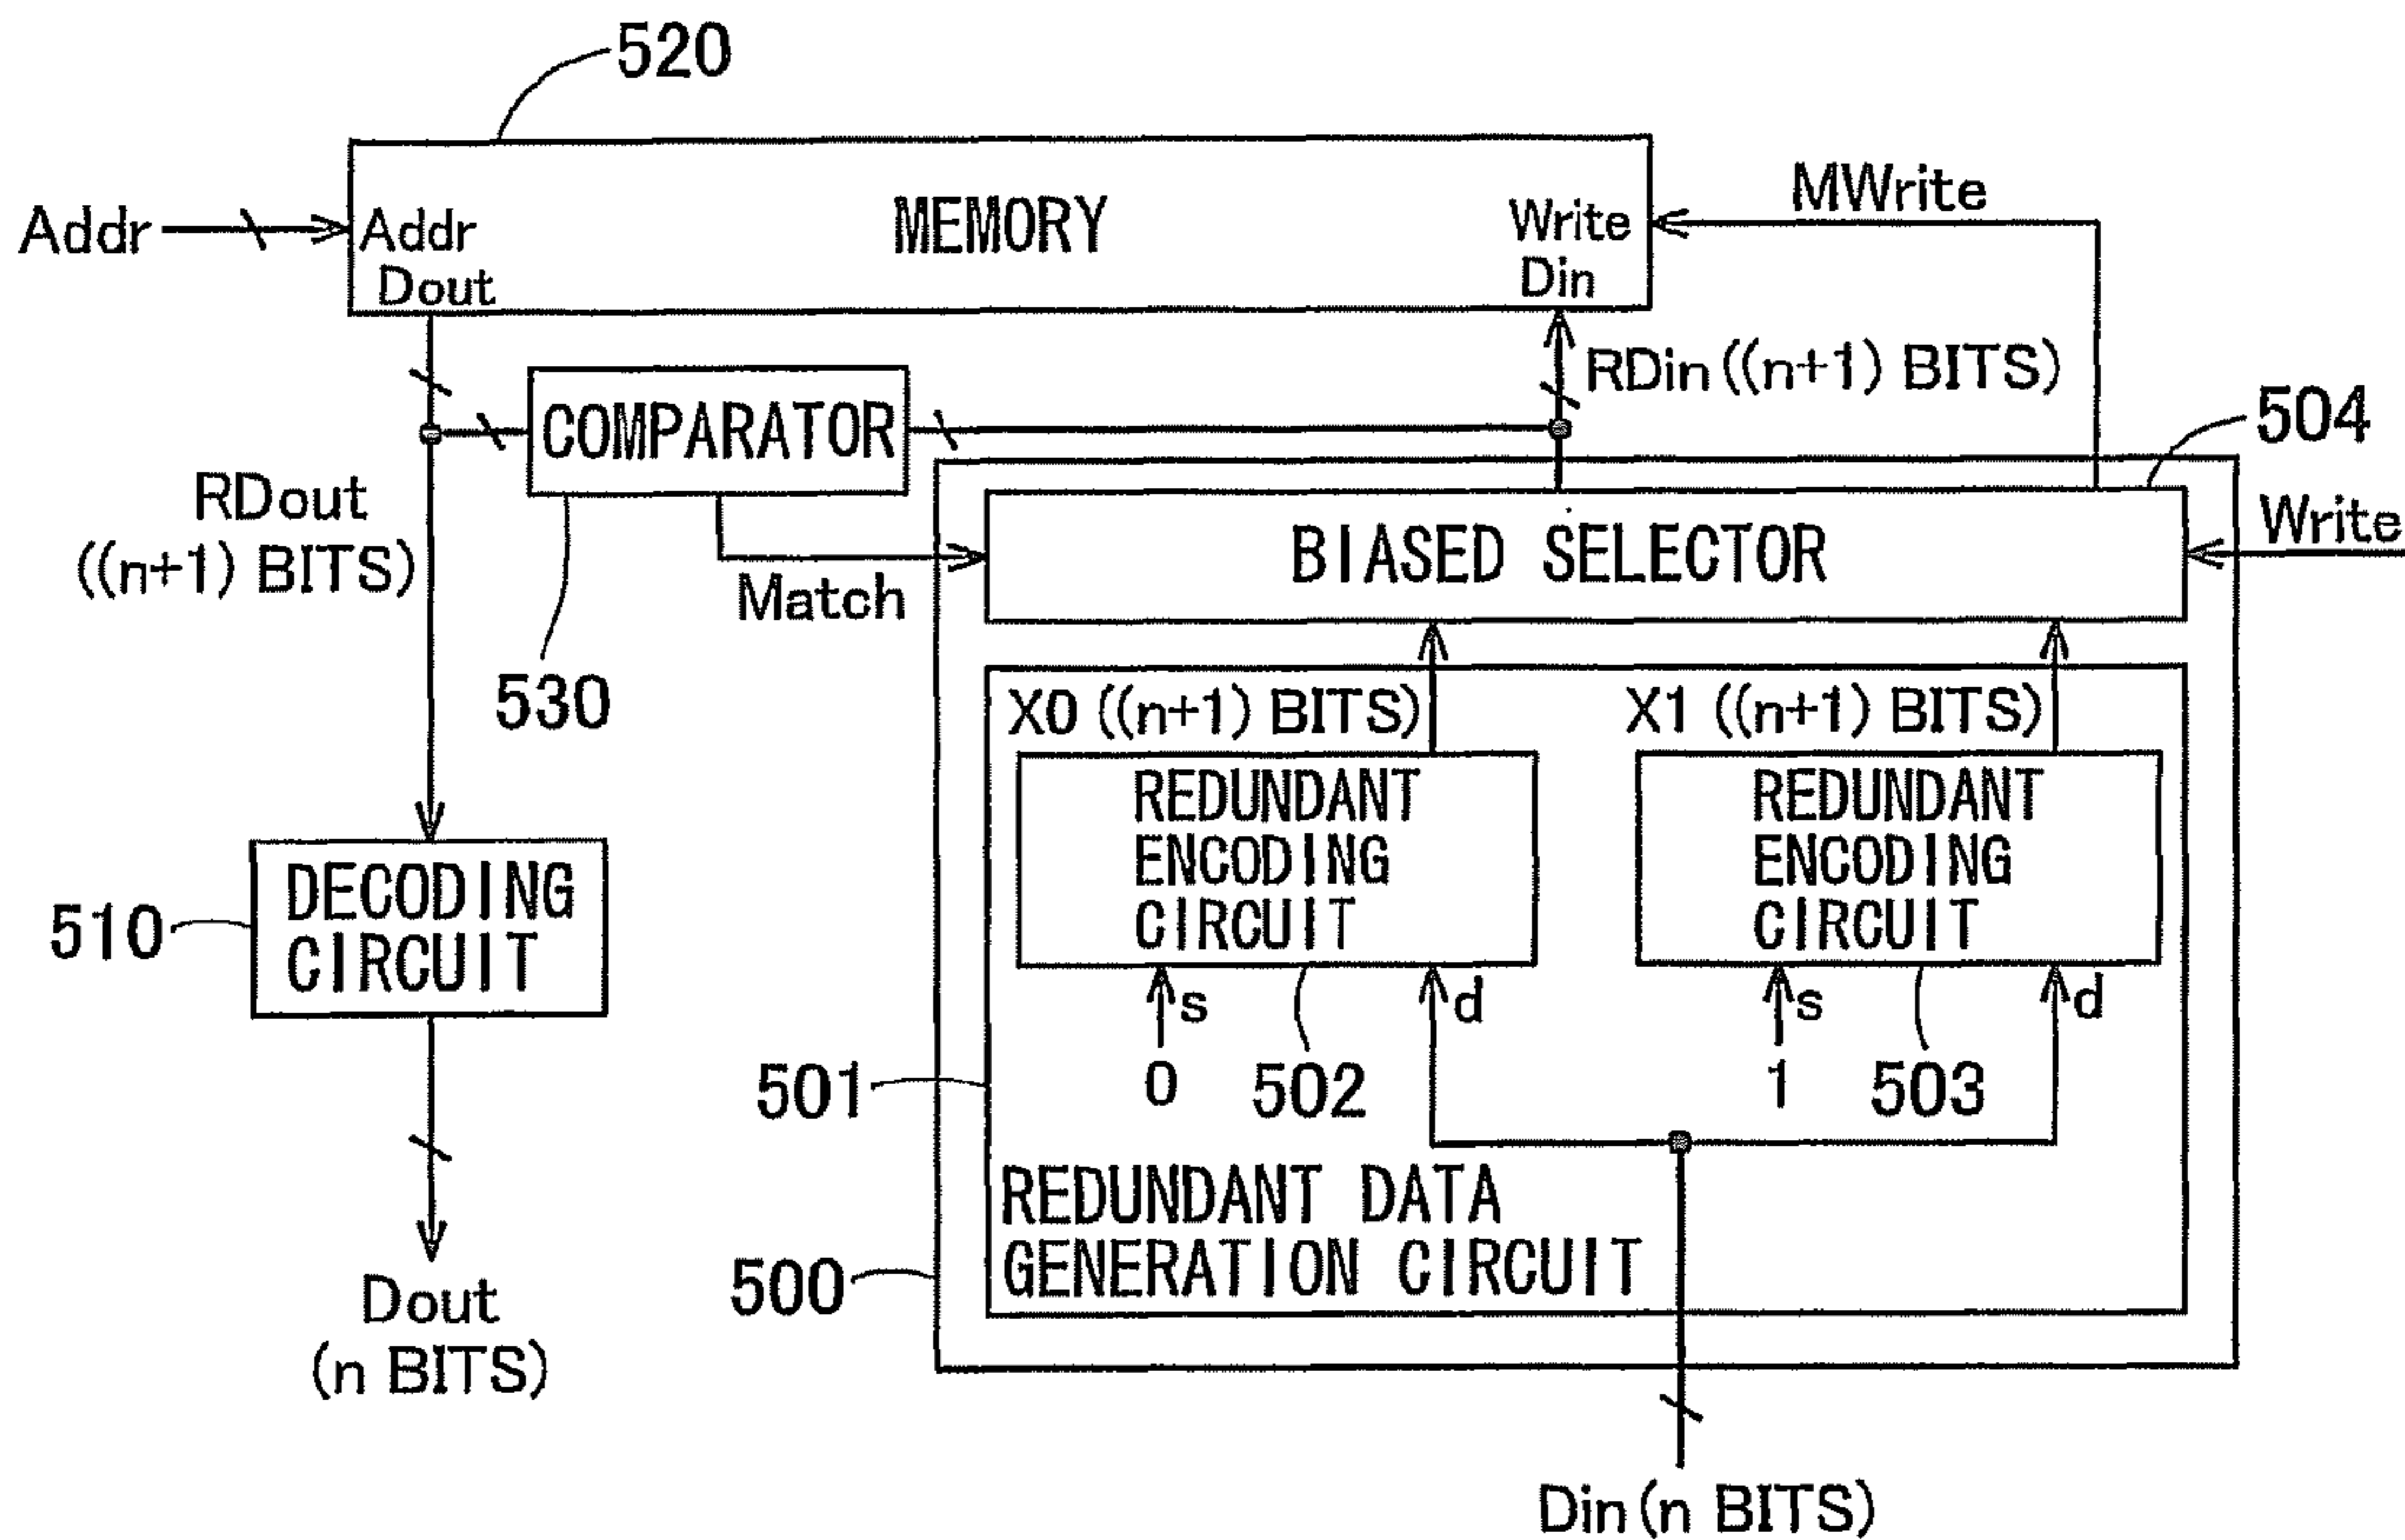 520
MEMORY
MWrite
Addr
Addr
Write
Dout
Din
RDin ((n+1) BITS)
504
COMPARATOR
RDout
((n+1) BITS)
BIASED SELECTOR
Write
Match
530
X0 ((n+1) BITS)
X1 ((n+1) BITS)
REDUNDANT
ENCODING
CIRCUIT
REDUNDANT
ENCODING
CIRCUIT
510
DECODING
CIRCUIT
s
d
s
d
501
0
502
1
503
REDUNDANT DATA
GENERATION CIRCUIT
500
Dout
(n BITS)
Din (n BITS)